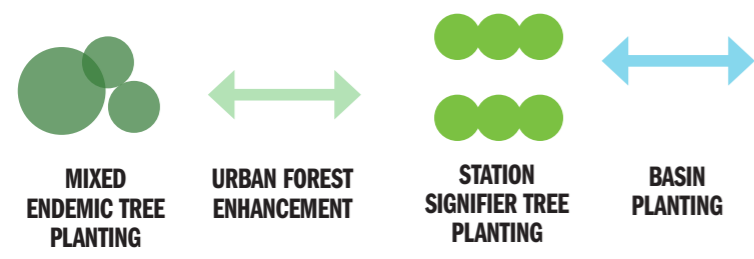 MIXED
ENDEMIC TREE
PLANTING
URBAN FOREST
ENHANCEMENT
STATION
SIGNIFIER TREE
PLANTING
BASIN
PLANTING